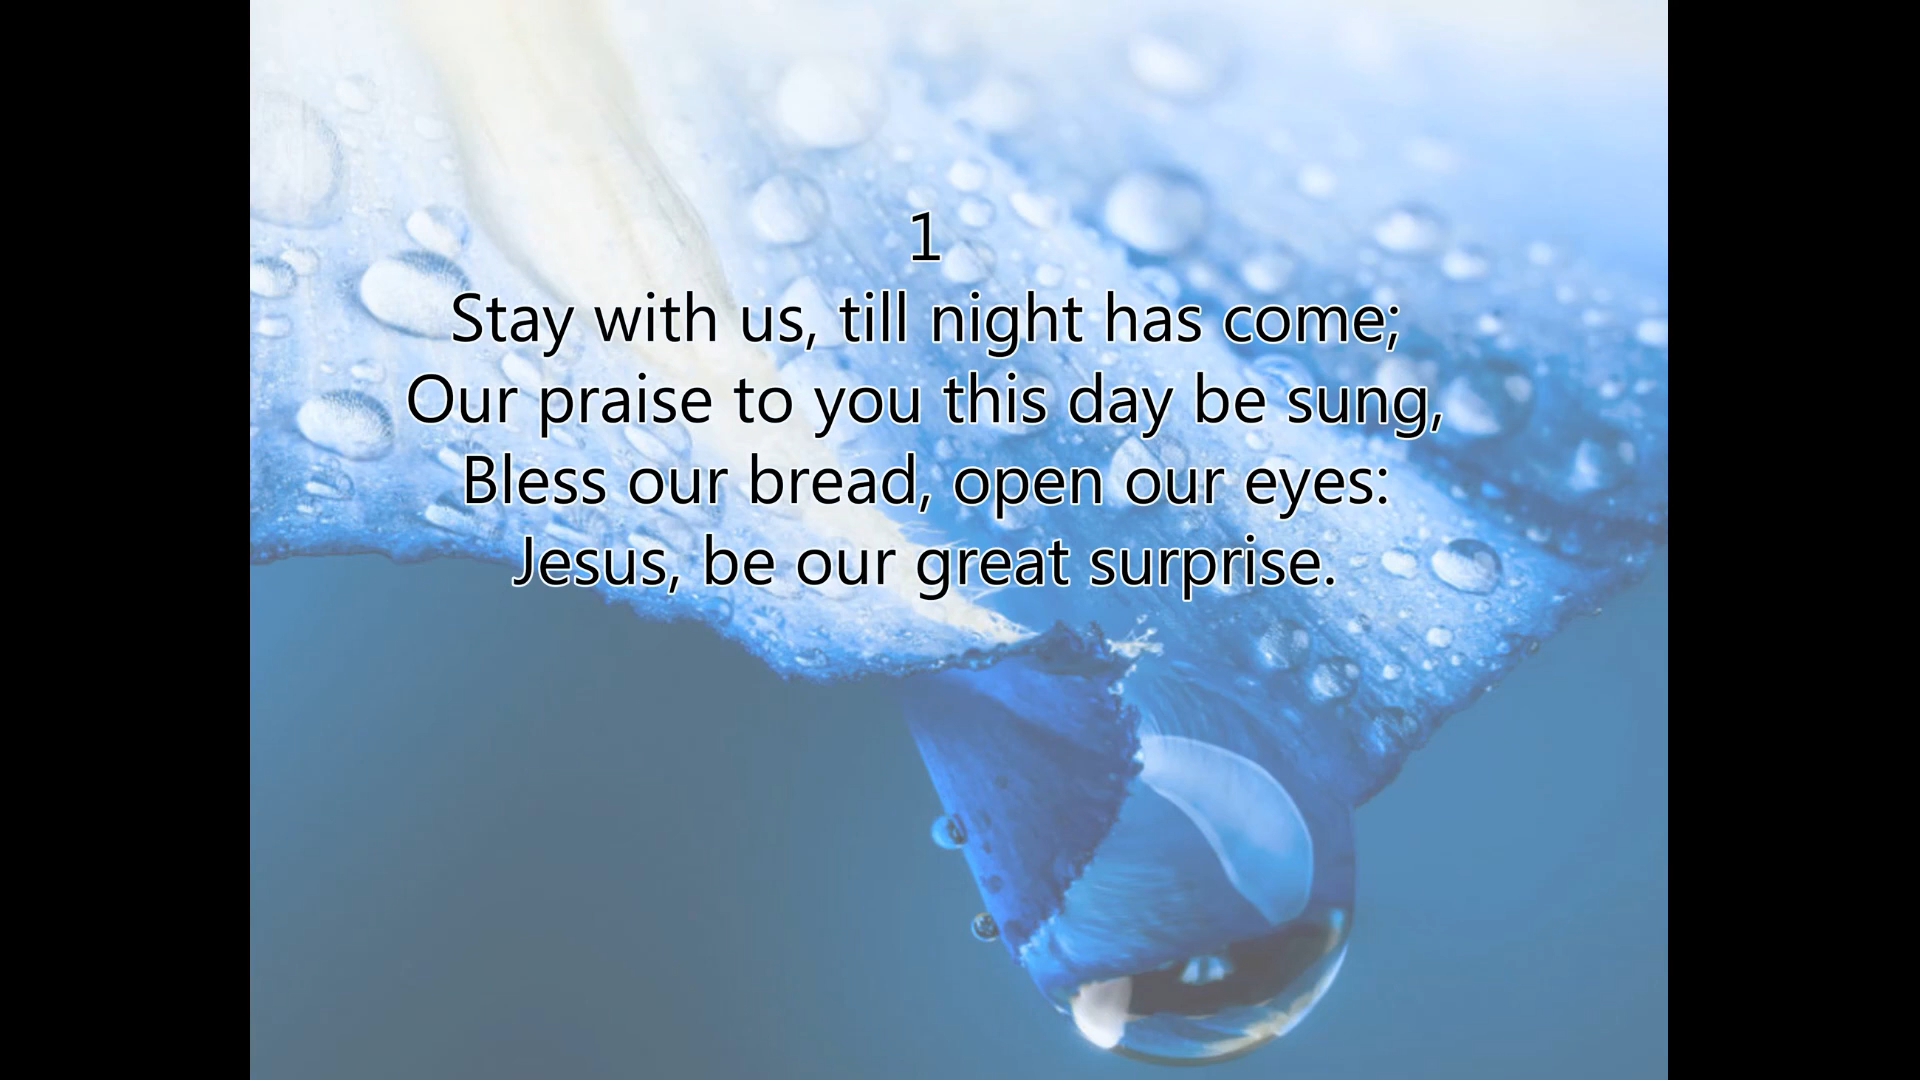 1
Stay with us, till night has come;
Our praise to you this day be sung,
Bless our bread, open our eyes:
Jesus, be our great surprise.